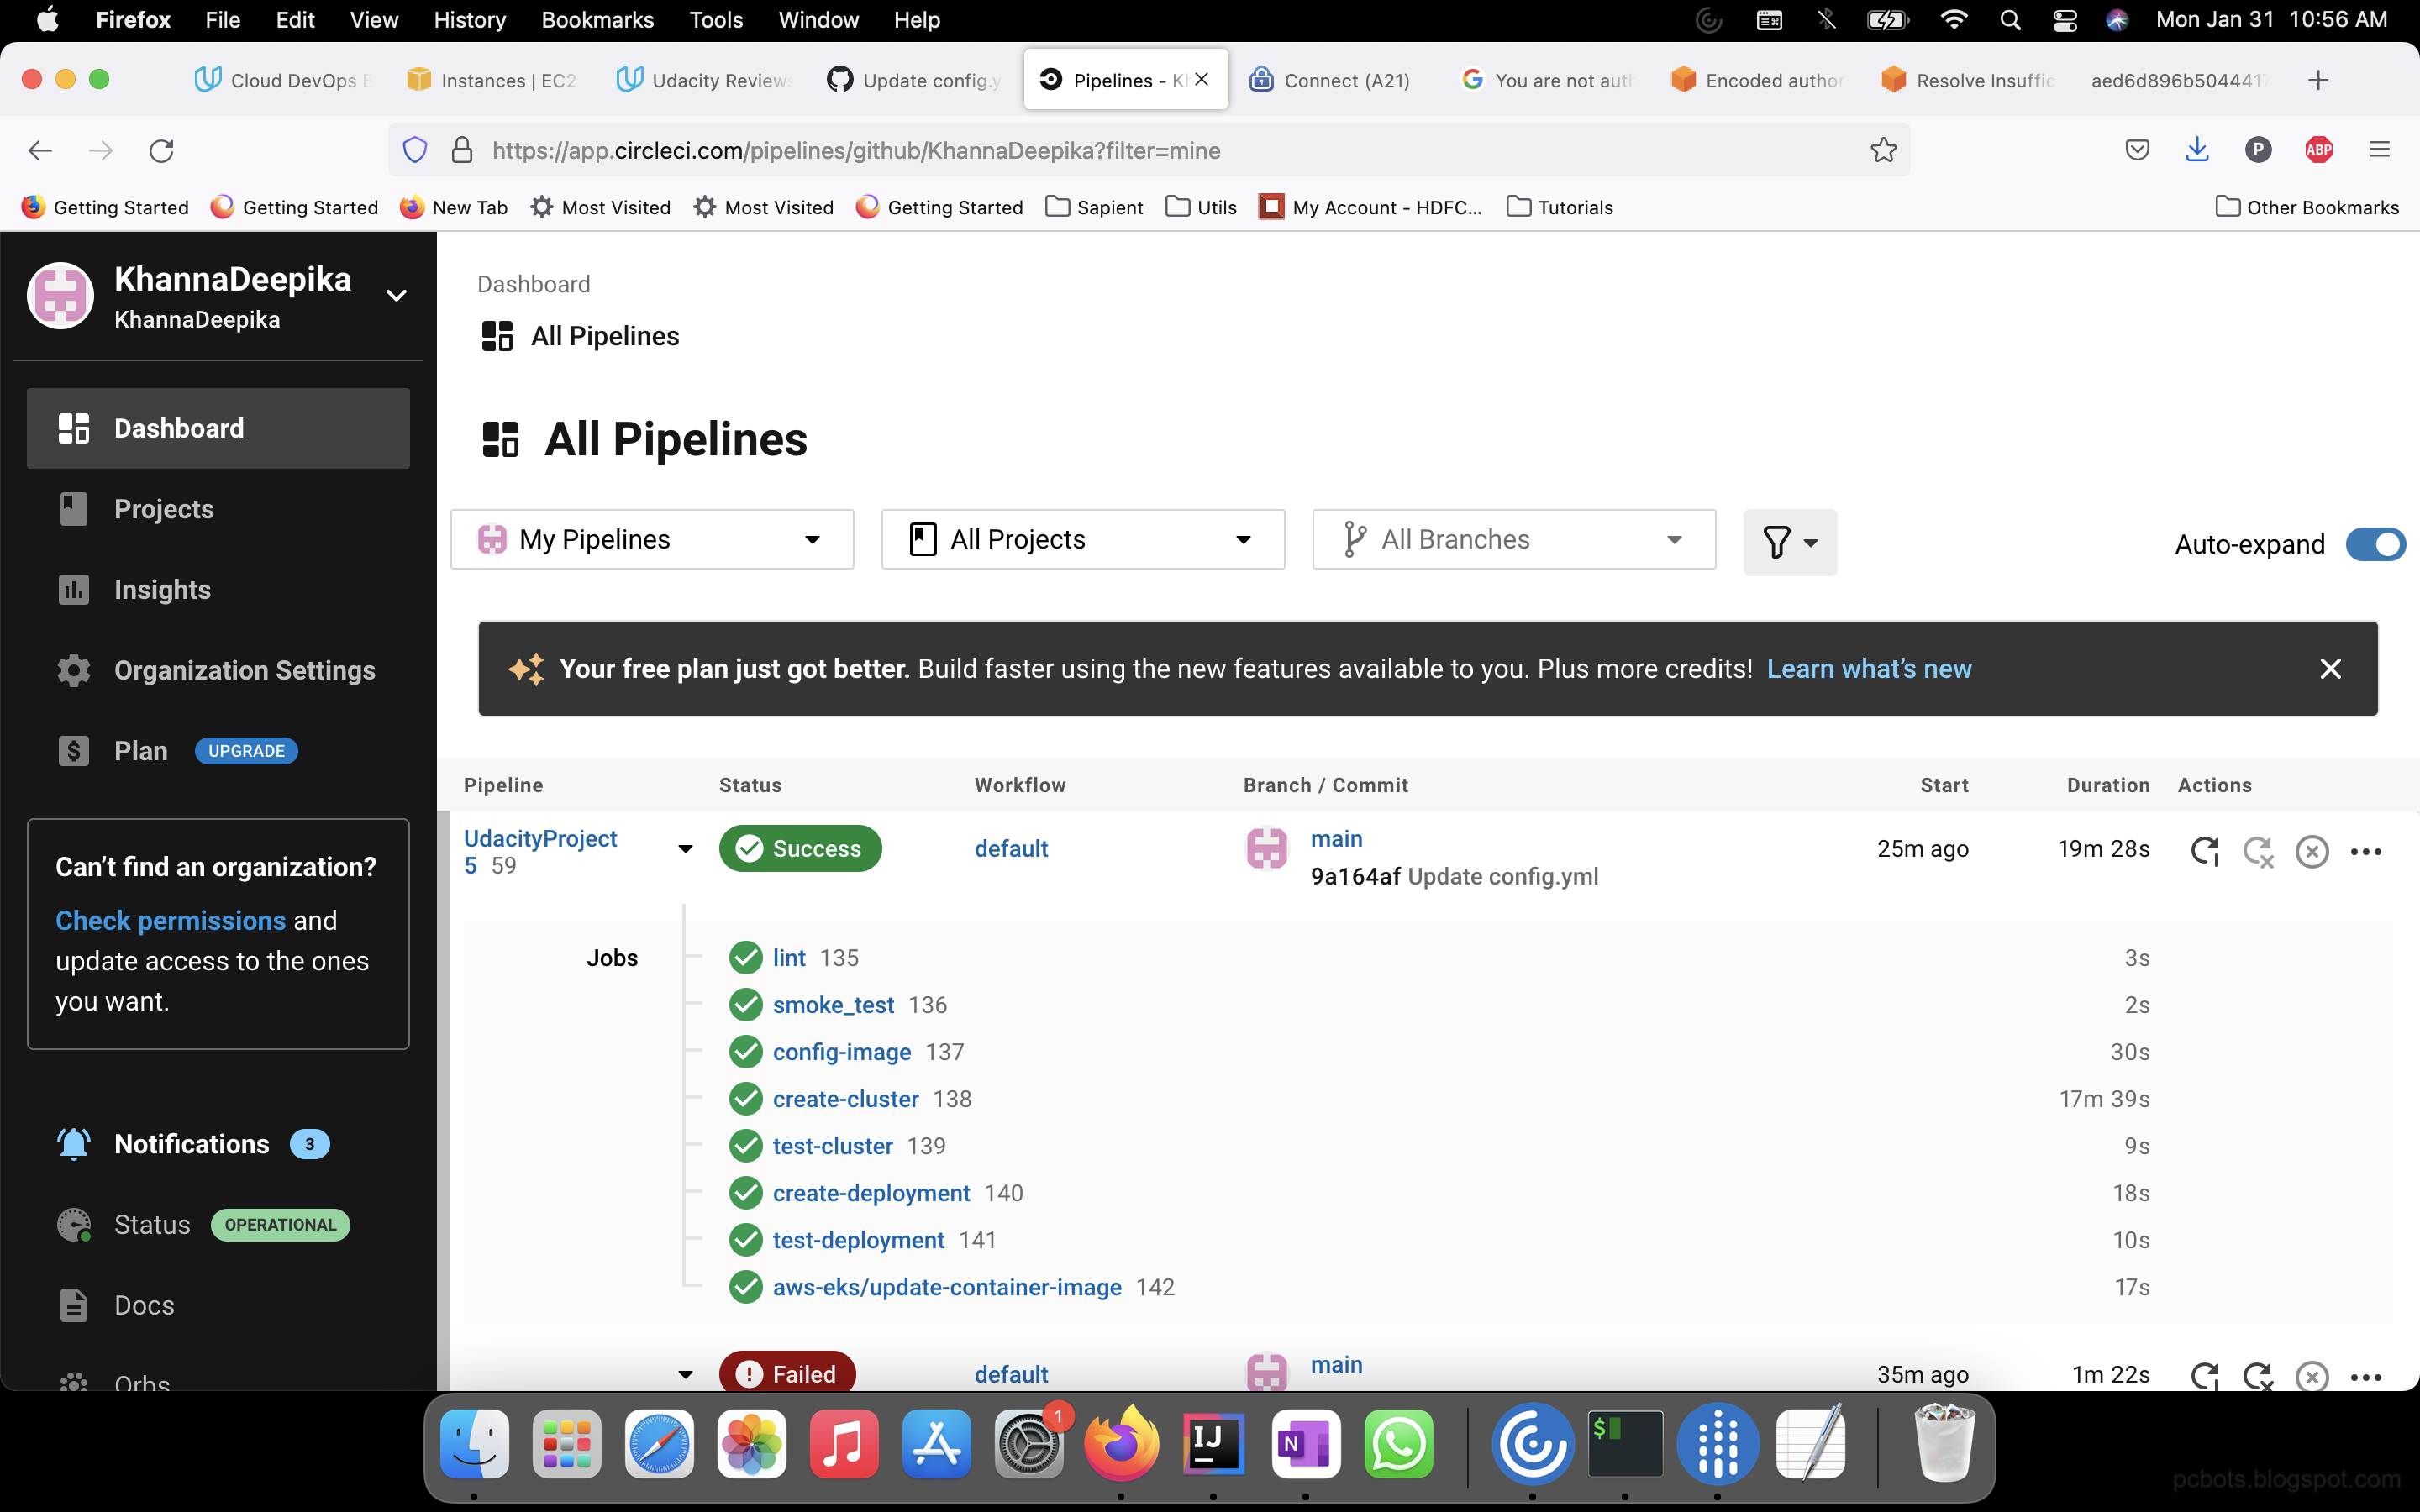 Firefox File Edit View History Bookmarks Tools Window Help Mon Jan 31 10:56 AM
Cloud DevOps E Instances | EC2 Udacity Reviews Update config.y Pipelines - Kh Connect (A21) You are not auth Encoded author Resolve Insuffic aed6d896b5044417
https://app.circleci.com/pipelines/github/KhannaDeepika?filter=mine P ABP
Getting Started Getting Started New Tab Most Visited Most Visited Getting Started Sapient Utils My Account - HDFC... Tutorials Other Bookmarks
KhannaDeepika
KhannaDeepika
Dashboard
Projects
Insights
Organization Settings
Plan UPGRADE
Can’t find an organization?
Check permissions and
update access to the ones
you want.
Notifications 3
Status OPERATIONAL
Docs
Orbs
Dashboard
All Pipelines
All Pipelines
My Pipelines All Projects All Branches Auto-expand
Your free plan just got better. Build faster using the new features available to you. Plus more credits! Learn what’s new
Pipeline Status Workflow Branch / Commit Start Duration Actions
UdacityProject
5 59
Success default main 25m ago 19m 28s
9a164af Update config.yml
Jobs
lint 135 3s
smoke_test 136 2s
config-image 137 30s
create-cluster 138 17m 39s
test-cluster 139 9s
create-deployment 140 18s
test-deployment 141 10s
aws-eks/update-container-image 142 17s
Failed default main 35m ago 1m 22s
1
IJ
N
$
pcbots.blogspot.com